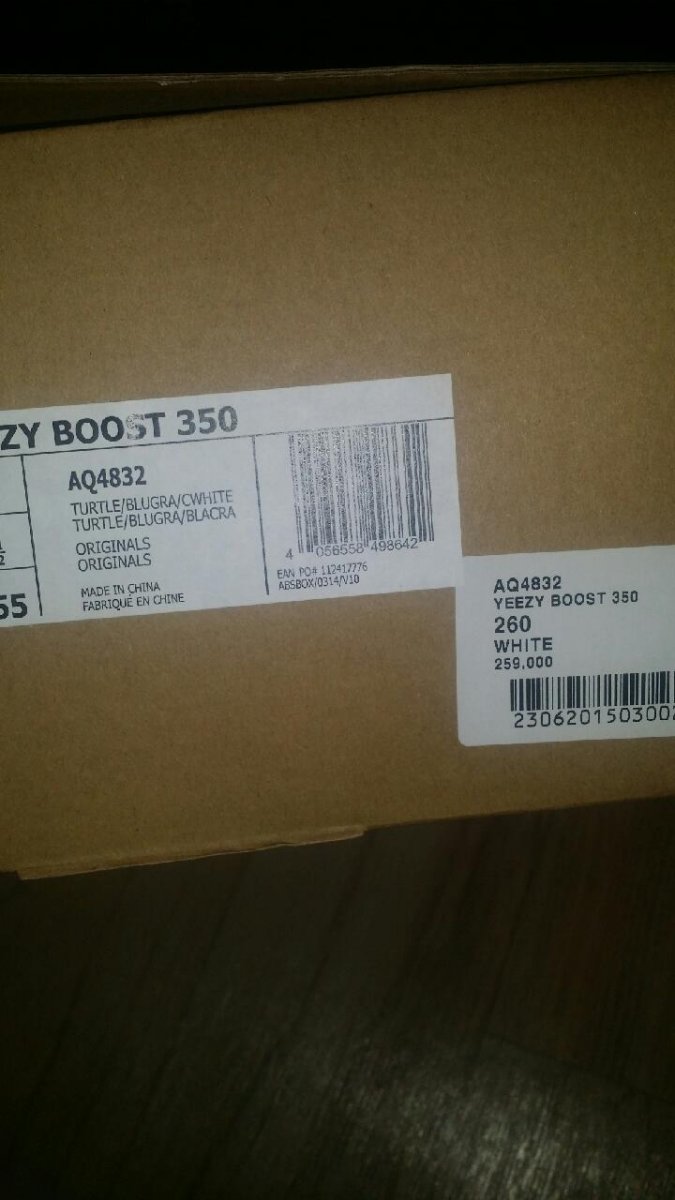 ZY BOOST 350
AQ4832
TURTLE/BLUGRA/CWHITE
TURTLE/BLUGRA/BLACRA
ORIGINALS
ORIGINALS
MADE IN CHINA
FABRIQUÉ EN CHINE
55
4 056558 498642
EAN PO# 112417776
ABSBOX/0314/V10
AQ4832
YEEZY BOOST 350
260
WHITE
259,000
2306201503002